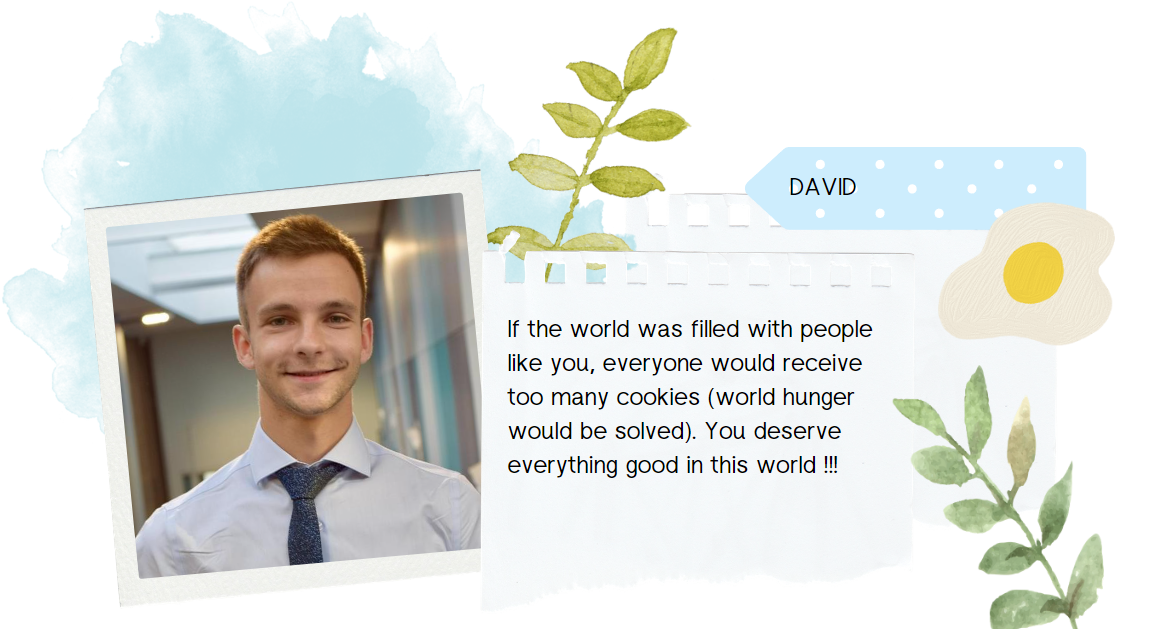 DAVID
If the world was filled with people
like you, everyone would receive
too many cookies (world hunger
would be solved). You deserve
everything good in this world !!!